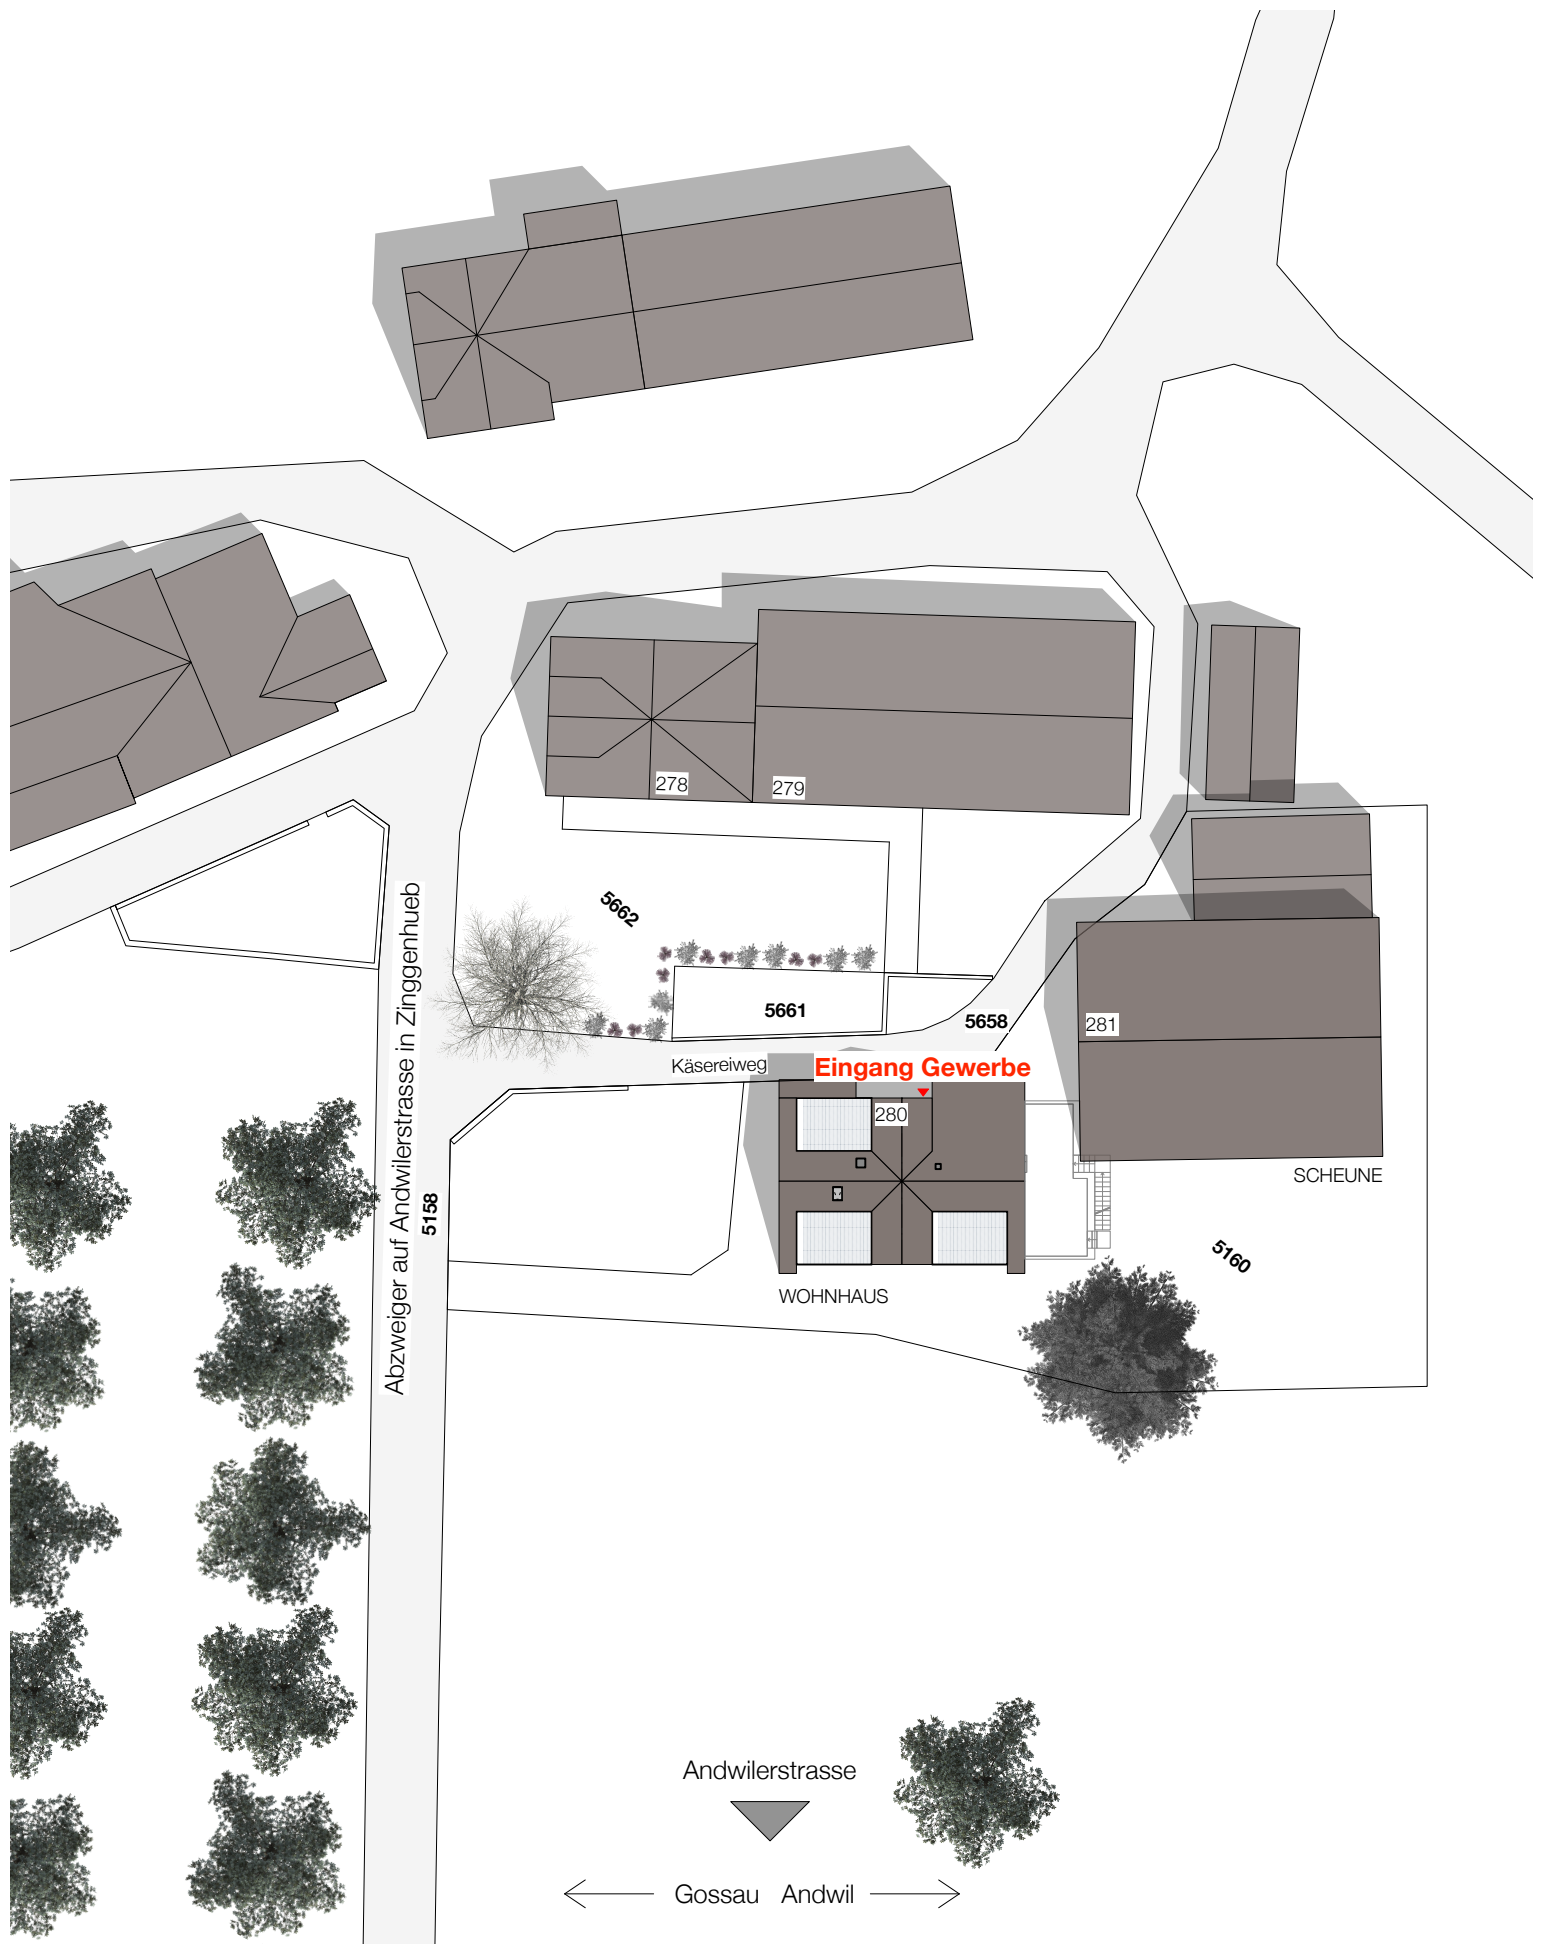 278
279
5662
5661
5658
281
Käsereiweg
Eingang Gewerbe
280
Abzweiger auf Andwilerstrasse in Zinggenhueb
5158
SCHEUNE
5160
WOHNHAUS
Andwilerstrasse
Gossau Andwil